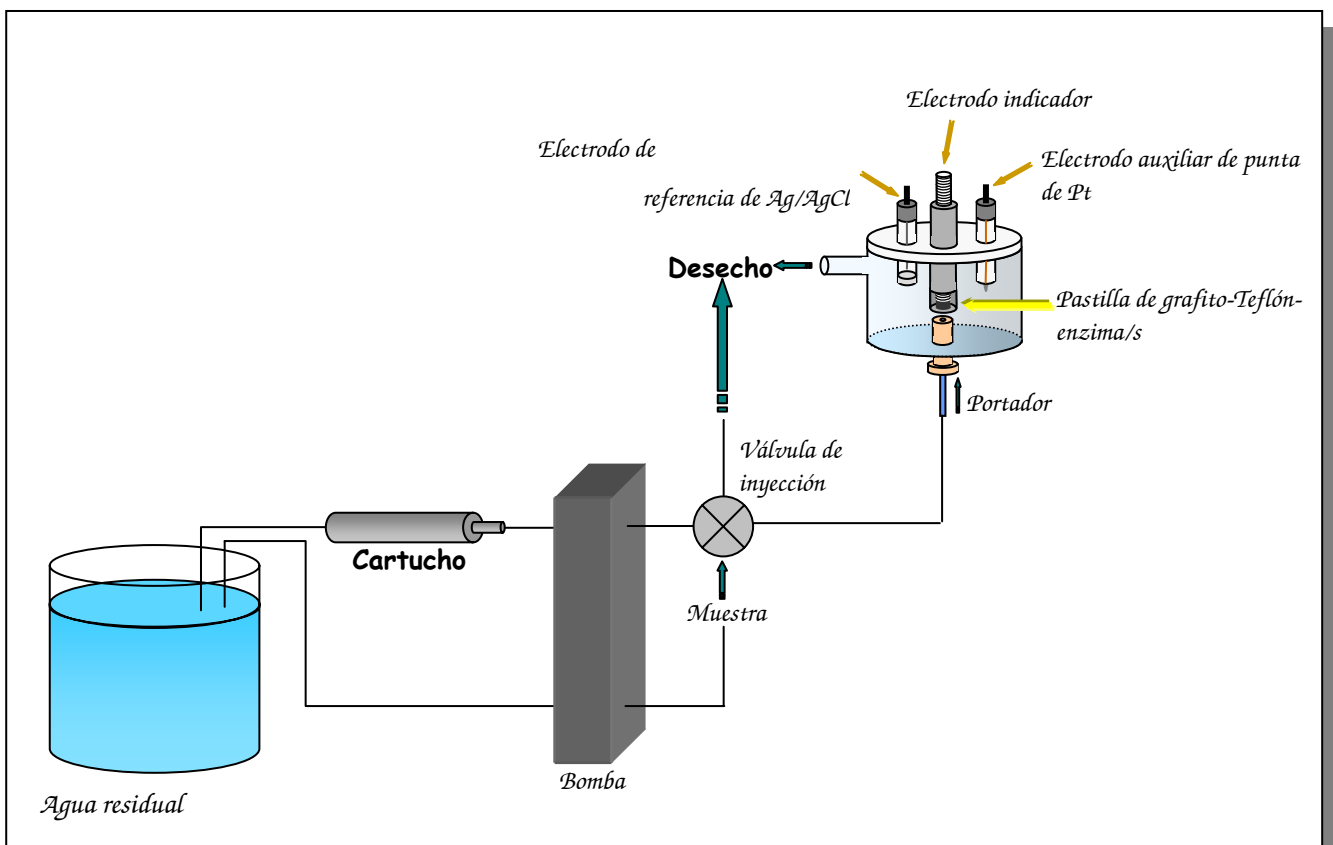 Electrodo indicador
Electrodo de
referencia de Ag/AgCl
Electrodo auxiliar de punta
de Pt
Desecho
Pastilla de grafito-Teflón-
enzima/s
Portador
Válvula de
inyección
Cartucho
Muestra
Bomba
Agua residual